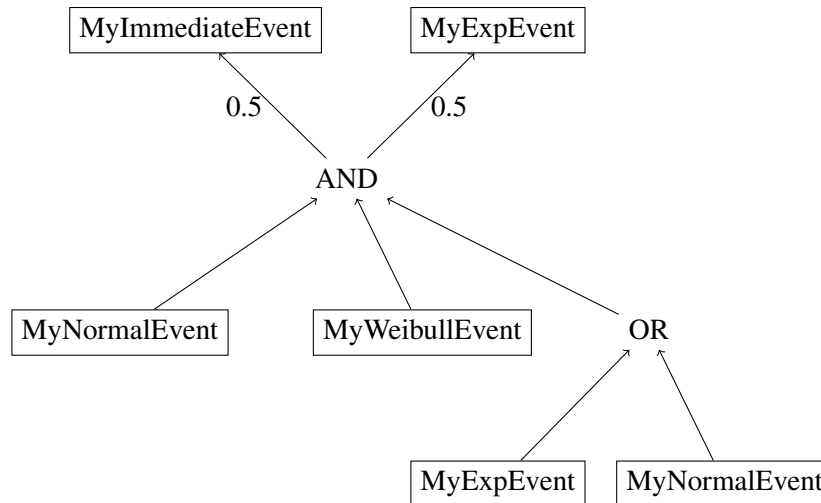 MyImmediateEvent
MyExpEvent
0.5
0.5
AND
MyNormalEvent
MyWeibullEvent
OR
MyExpEvent
MyNormalEvent